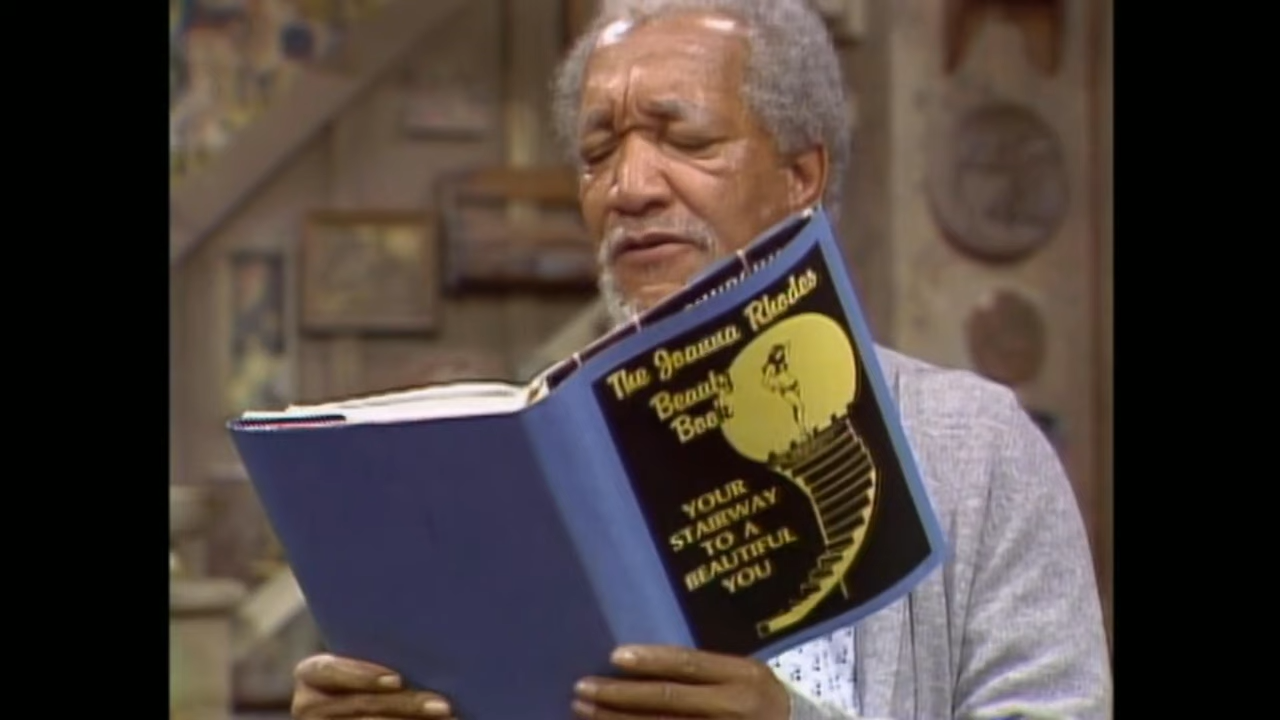 The Joanna Rhodes
Beauty
Book
YOUR
STAIRWAY
TO A
BEAUTIFUL
YOU